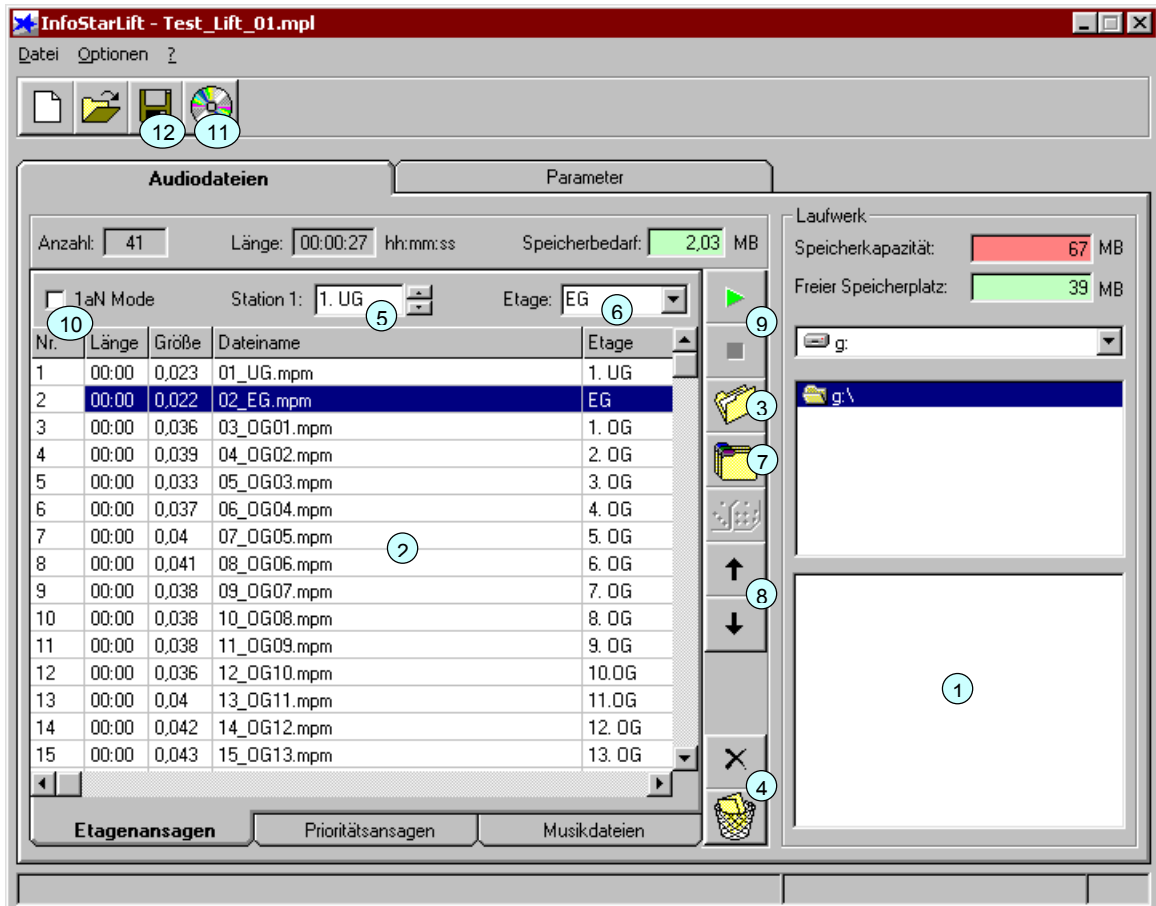 InfoStarLift - Test_Lift_01.mpl
Datei Optionen ?
12 11
Audiodateien Parameter
Anzahl: 41 Länge: 00:00:27 hh:mm:ss Speicherbedarf: 2,03 MB
Laufwerk
Speicherkapazität: 67 MB
Freier Speicherplatz: 39 MB
1aN Mode Station 1: 1. UG Etage: EG
10 5 6 9
g:
Nr. Länge Größe Dateiname Etage
1 00:00 0,023 01_UG.mpm 1. UG
2 00:00 0,022 02_EG.mpm EG
3 00:00 0,036 03_OG01.mpm 1. OG
4 00:00 0,039 04_OG02.mpm 2. OG
5 00:00 0,033 05_OG03.mpm 3. OG
6 00:00 0,037 06_OG04.mpm 4. OG
7 00:00 0,04 07_OG05.mpm 5. OG
8 00:00 0,041 08_OG06.mpm 6. OG
9 00:00 0,038 09_OG07.mpm 7. OG
10 00:00 0,038 10_OG08.mpm 8. OG
11 00:00 0,038 11_OG09.mpm 9. OG
12 00:00 0,036 12_OG10.mpm 10.OG
13 00:00 0,04 13_OG11.mpm 11.OG
14 00:00 0,042 14_OG12.mpm 12. OG
15 00:00 0,043 15_OG13.mpm 13. OG
2
3
7
8
4
g:\
1
Etagenansagen Prioritätsansagen Musikdateien